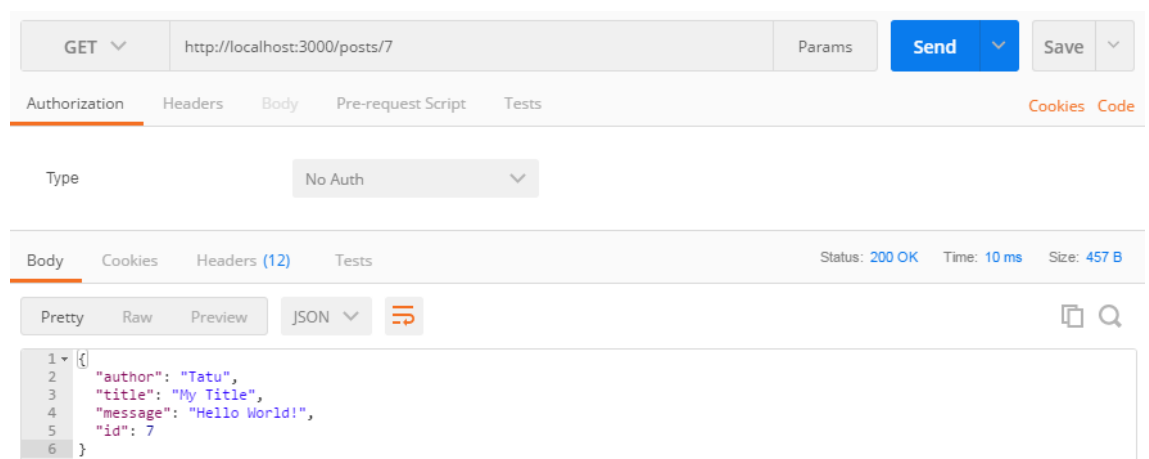 GET http://localhost:3000/posts/7 Params Send Save
Authorization Headers Body Pre-request Script Tests Cookies Code
Type No Auth
Body Cookies Headers (12) Tests Status: 200 OK Time: 10 ms Size: 457 B
Pretty Raw Preview JSON
1 {
2 "author": "Tatu",
3 "title": "My Title",
4 "message": "Hello World!",
5 "id": 7
6 }